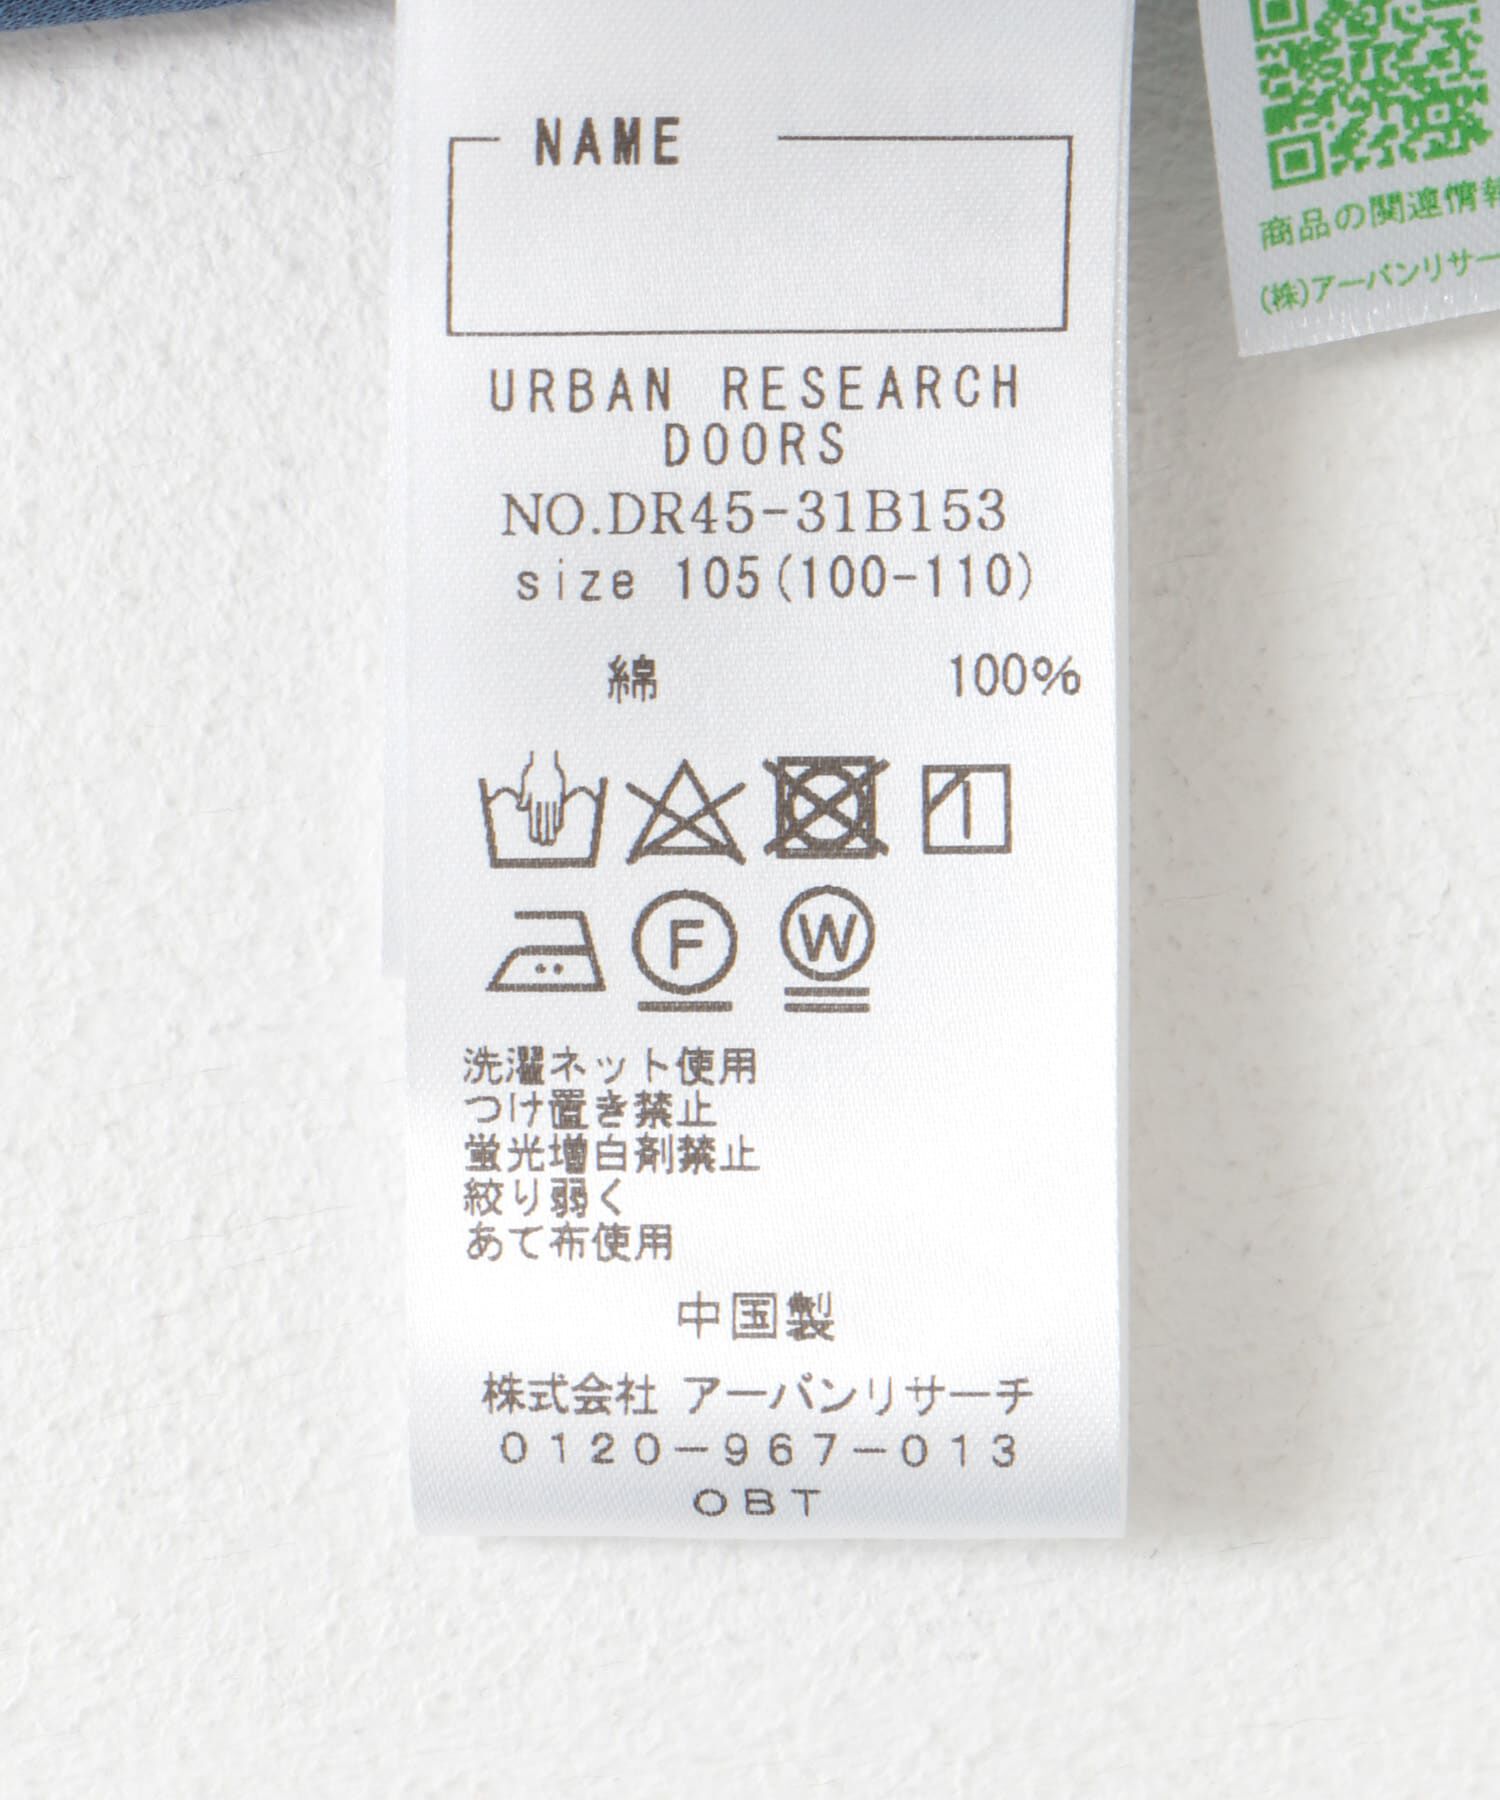 NAME
URBAN RESEARCH
DOORS
NO.DR45-31B153
size 105(100-110)
綿 100%
F W
洗濯ネット使用
つけ置き禁止
蛍光増白剤禁止
絞り弱く
あて布使用
中国製
株式会社 アーバンリサーチ
0120-967-013
OBT
商品の関連情報
(株)アーバンリサー